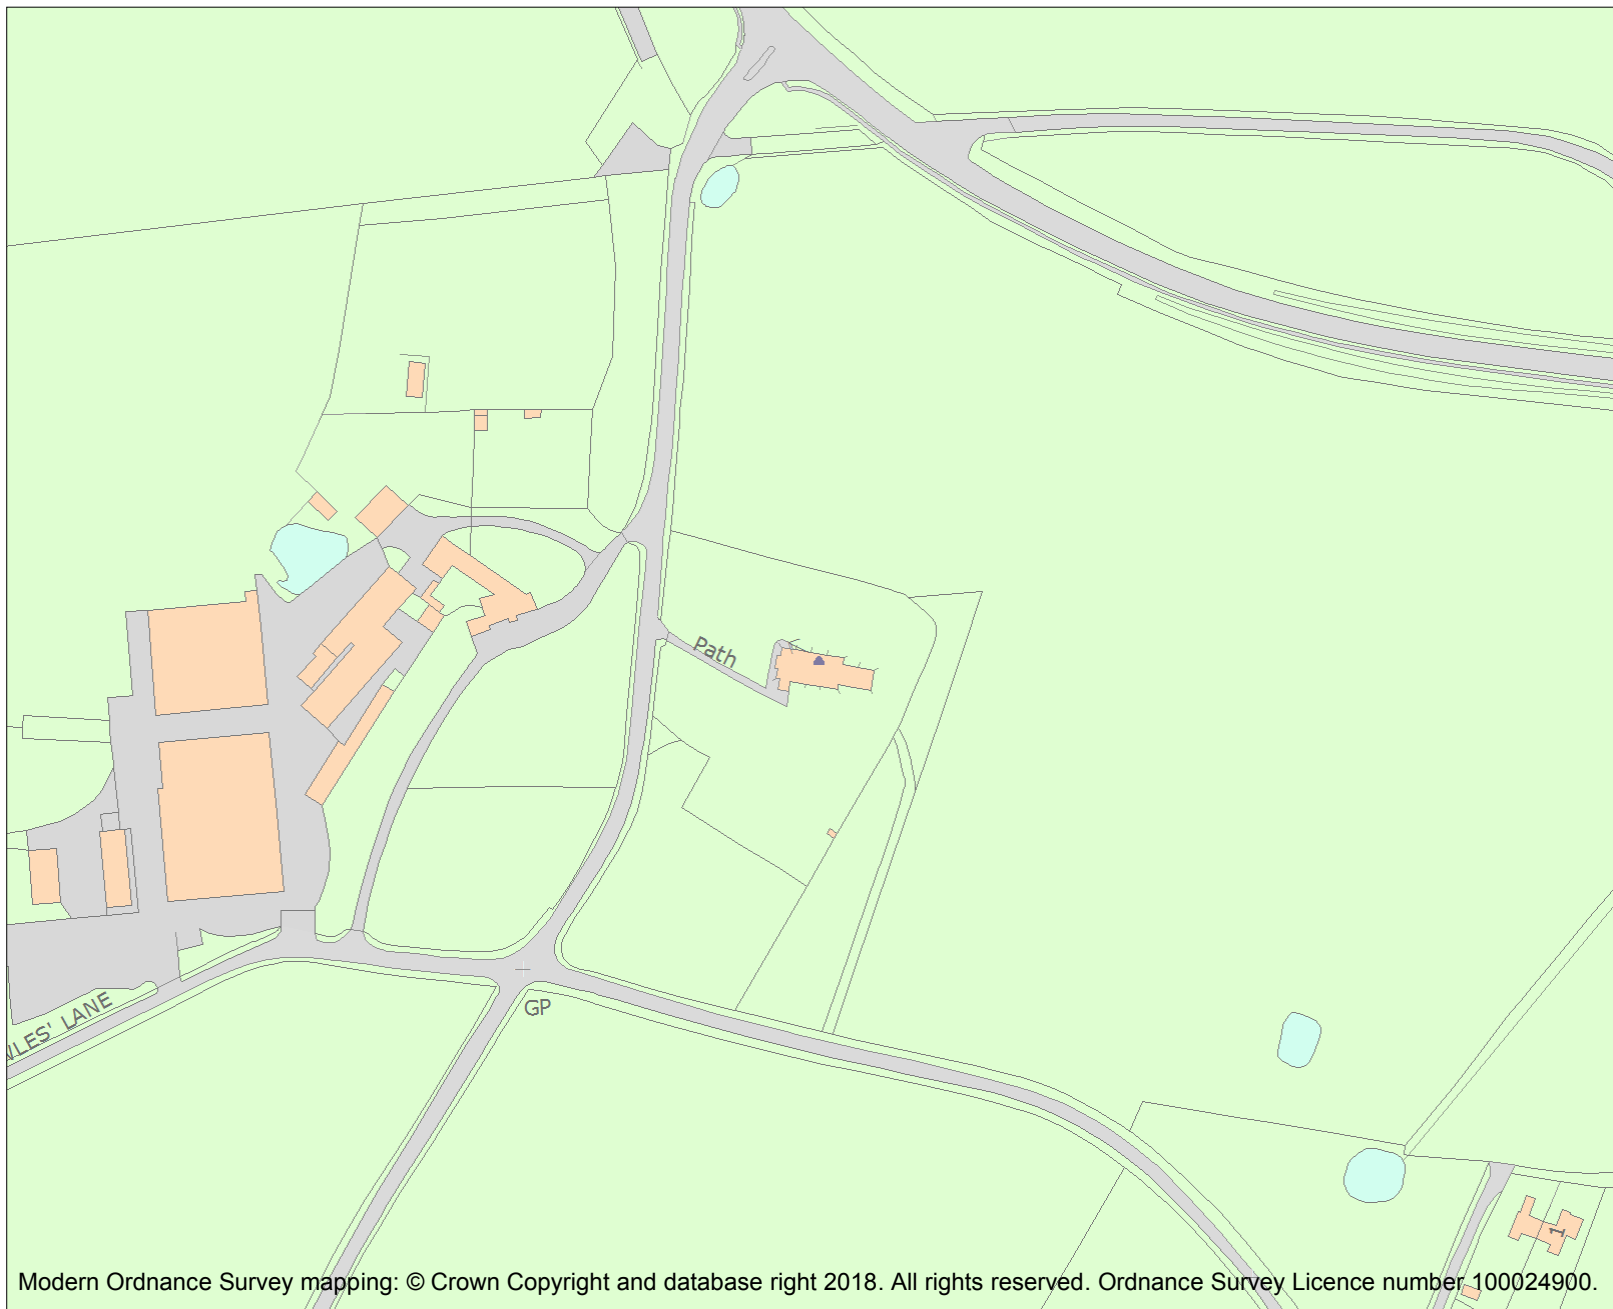 Path
LANE
GP
1
Modern Ordnance Survey mapping: © Crown Copyright and database right 2018. All rights reserved. Ordnance Survey Licence number 100024900.